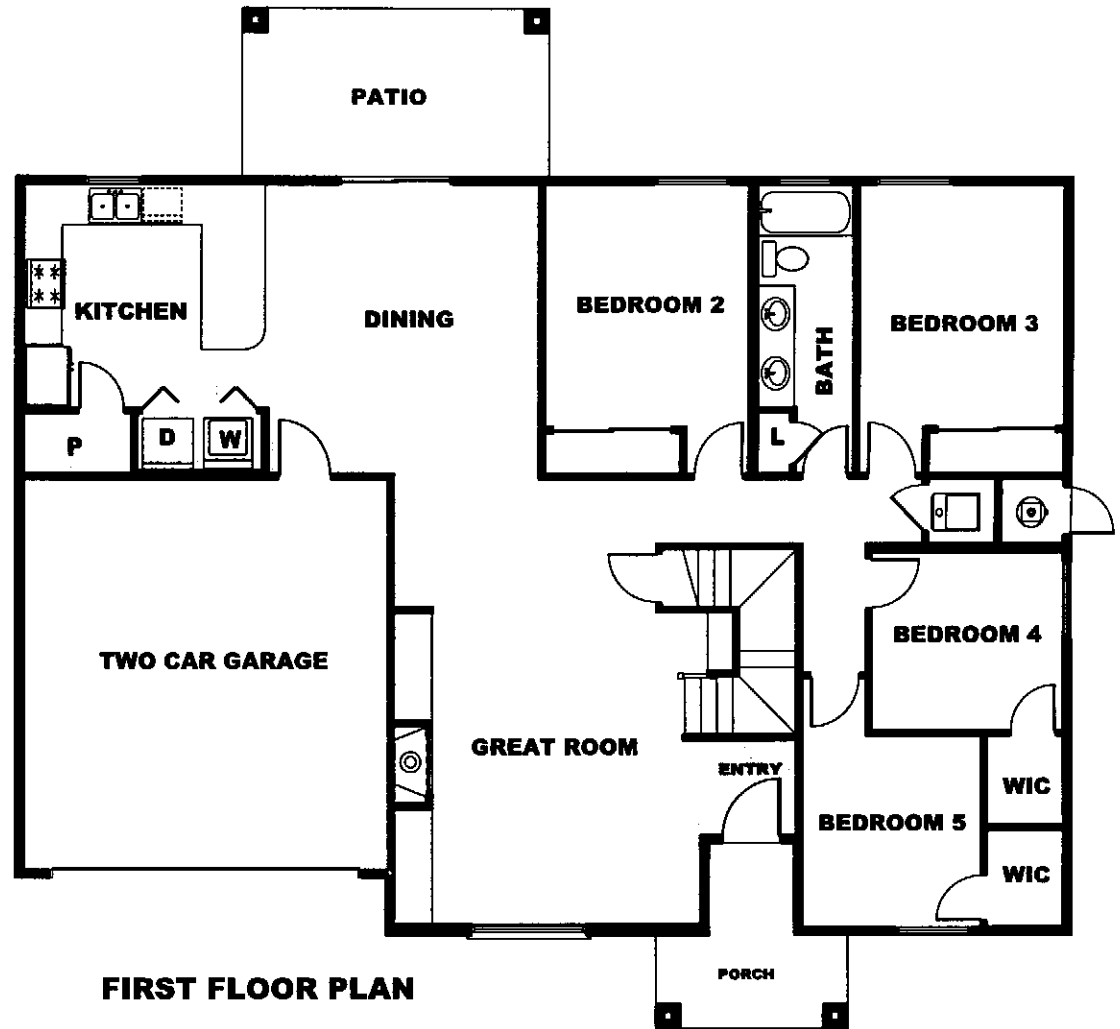 PATIO
KITCHEN
DINING
BEDROOM 2
BATH
BEDROOM 3
P
D
W
L
TWO CAR GARAGE
BEDROOM 4
GREAT ROOM
ENTRY
WIC
BEDROOM 5
WIC
PORCH
FIRST FLOOR PLAN